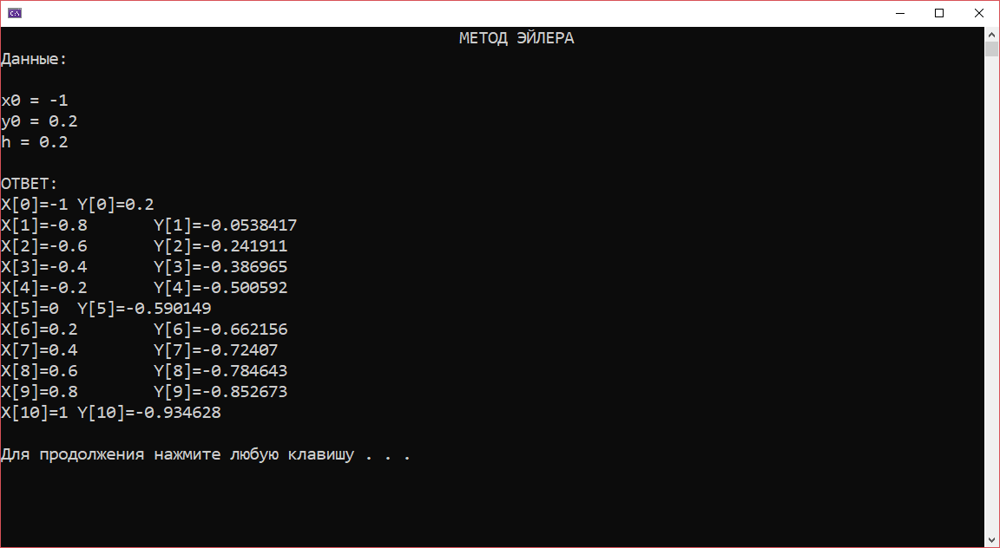 МЕТОД ЭЙЛЕРА
Данные:
x0 = -1
y0 = 0.2
h = 0.2
ОТВЕТ:
X[0]=-1 Y[0]=0.2
X[1]=-0.8 Y[1]=-0.0538417
X[2]=-0.6 Y[2]=-0.241911
X[3]=-0.4 Y[3]=-0.386965
X[4]=-0.2 Y[4]=-0.500592
X[5]=0 Y[5]=-0.590149
X[6]=0.2 Y[6]=-0.662156
X[7]=0.4 Y[7]=-0.72407
X[8]=0.6 Y[8]=-0.784643
X[9]=0.8 Y[9]=-0.852673
X[10]=1 Y[10]=-0.934628
Для продолжения нажмите любую клавишу . . .